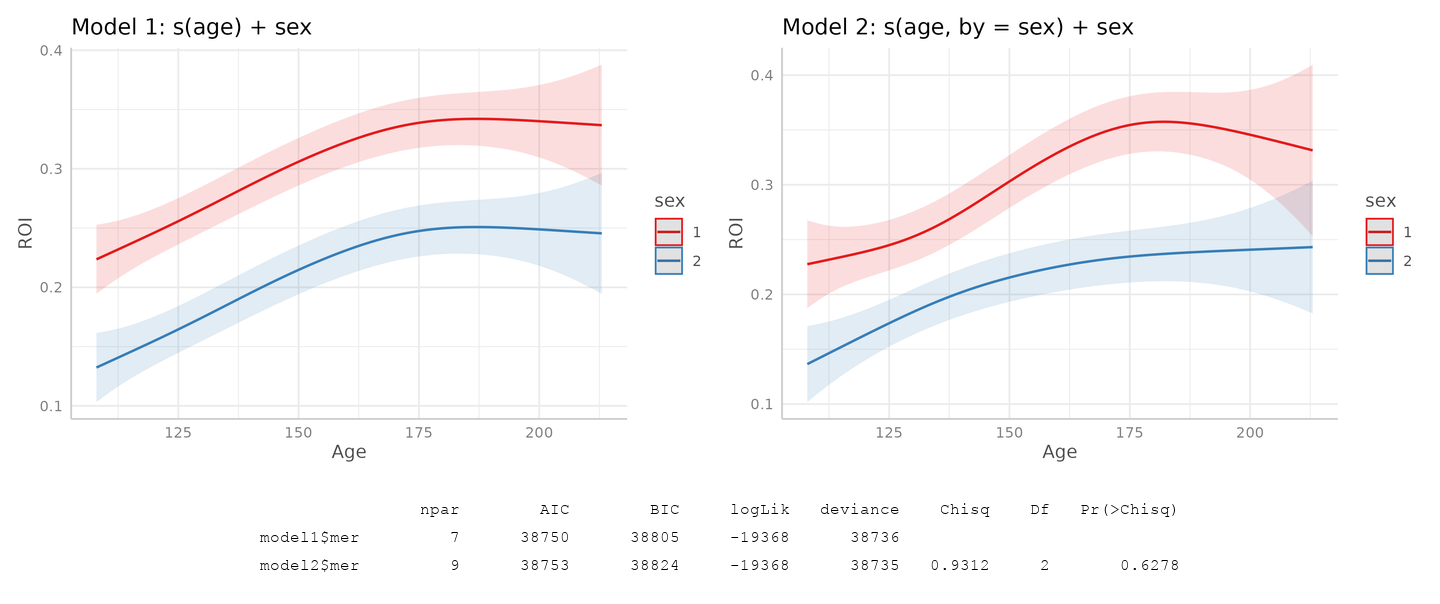 Model 1: s(age) + sex
0.4
0.3
0.2
0.1
ROI
125 150 175 200
Age
sex
1
2
Model 2: s(age, by = sex) + sex
0.4
0.3
0.2
0.1
ROI
125 150 175 200
Age
sex
1
2
npar AIC BIC logLik deviance Chisq Df Pr(>Chisq)
model1$mer 7 38750 38805 -19368 38736
model2$mer 9 38753 38824 -19368 38735 0.9312 2 0.6278